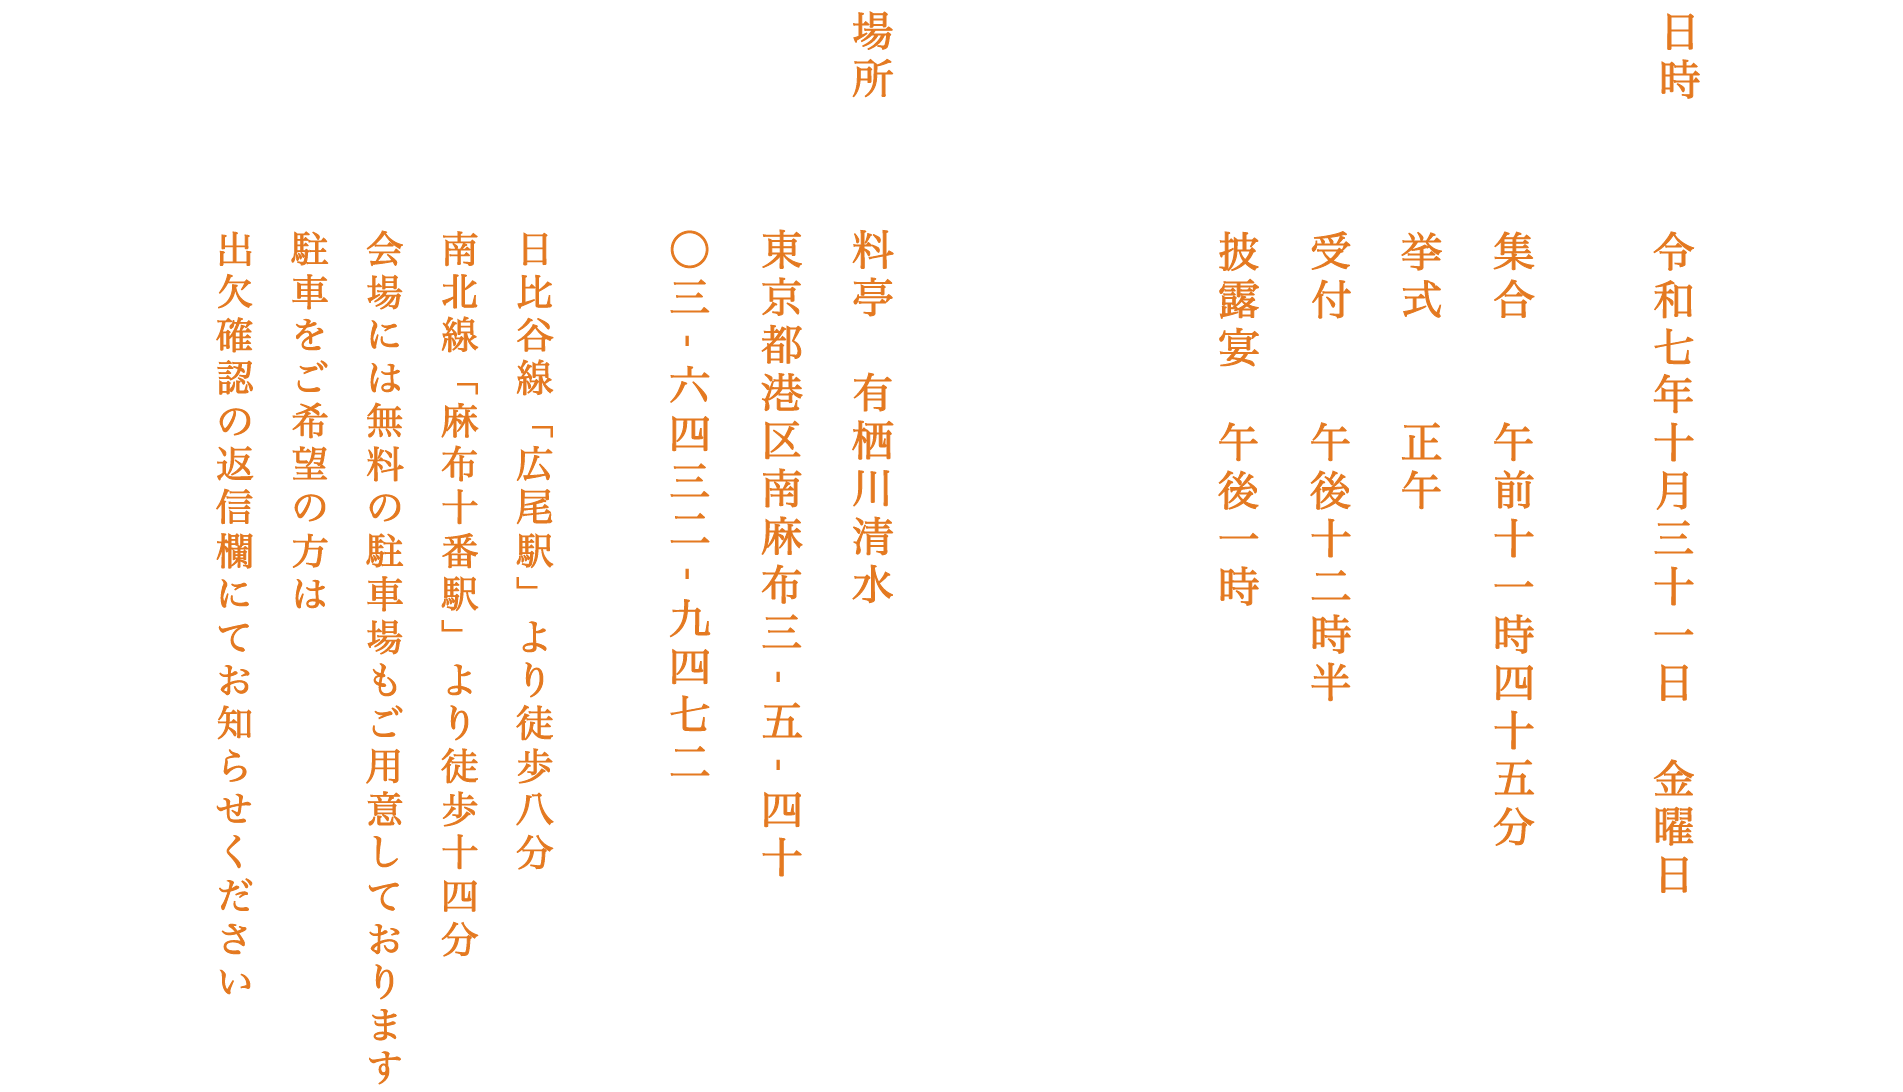 日時
令和七年十月三十一日　金曜日
集合　　午前十一時四十五分
挙式　　正午
受付　　午後十二時半
披露宴　午後一時
場所
料亭　有栖川清水
東京都港区南麻布三-五-四十
〇三-六四三二-九四七二
日比谷線「広尾駅」より徒歩八分
南北線「麻布十番駅」より徒歩十四分
会場には無料の駐車場もご用意しております
駐車をご希望の方は
出欠確認の返信欄にてお知らせください